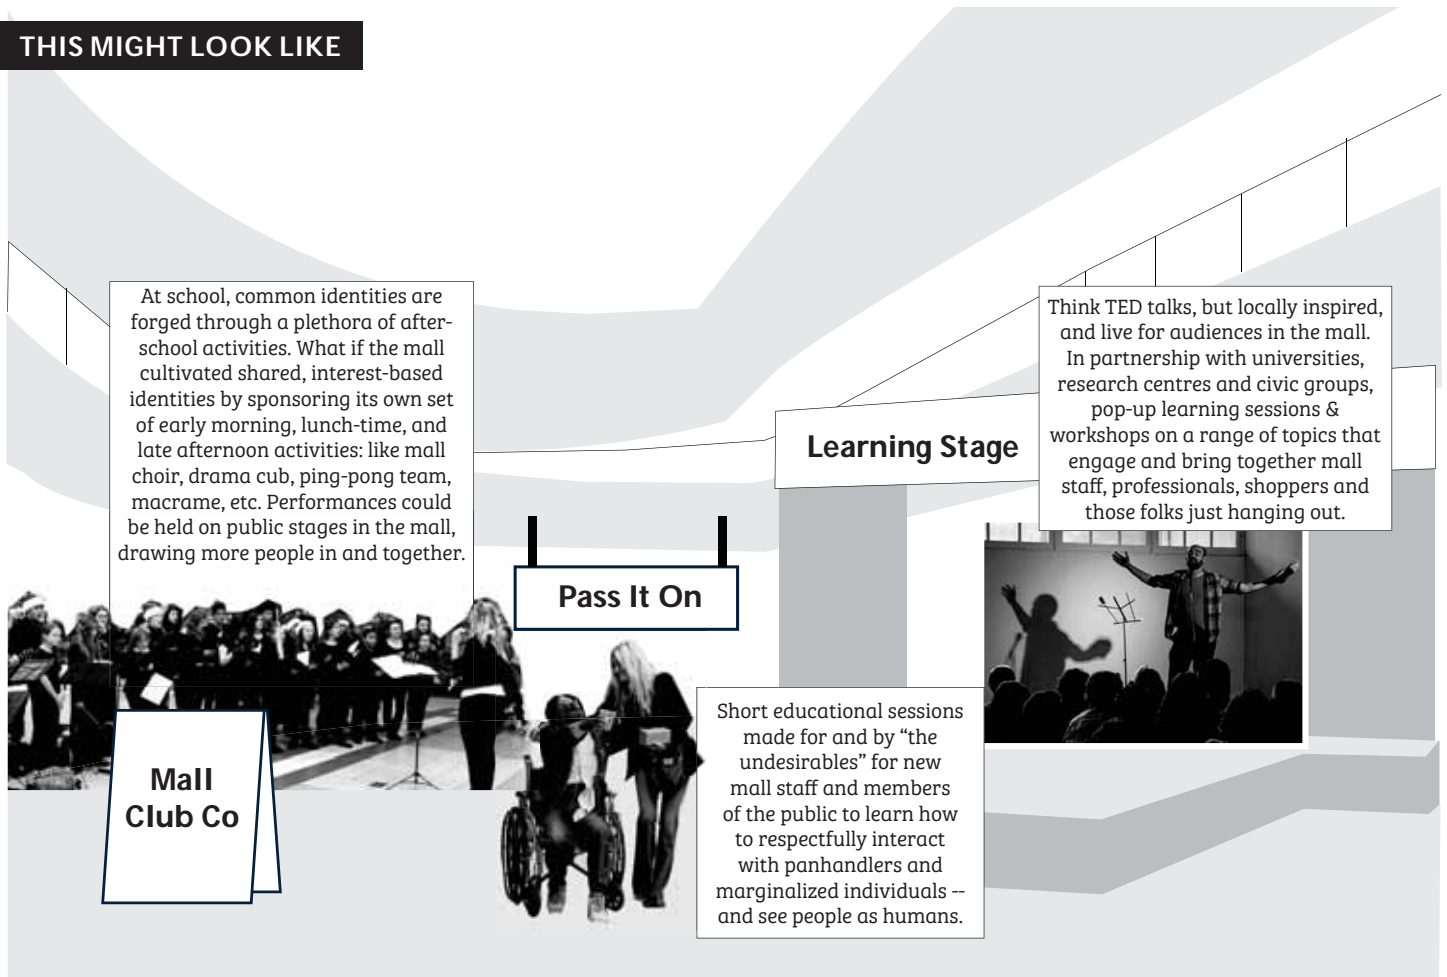 THIS MIGHT LOOK LIKE
At school, common identities are
forged through a plethora of after-
school activities. What if the mall
cultivated shared, interest-based
identities by sponsoring its own set
of early morning, lunch-time, and
late afternoon activities: like mall
choir, drama cub, ping-pong team,
macrame, etc. Performances could
be held on public stages in the mall,
drawing more people in and together.
Mall
Club Co
Pass It On
Short educational sessions
made for and by “the
undesirables” for new
mall staff and members
of the public to learn how
to respectfully interact
with panhandlers and
marginalized individuals --
and see people as humans.
Learning Stage
Think TED talks, but locally inspired,
and live for audiences in the mall.
In partnership with universities,
research centres and civic groups,
pop-up learning sessions &
workshops on a range of topics that
engage and bring together mall
staff, professionals, shoppers and
those folks just hanging out.